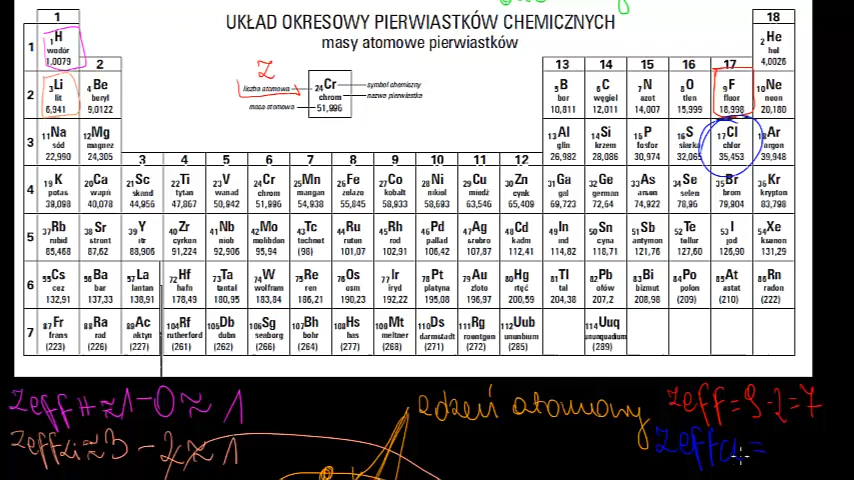 1 18
UKŁAD OKRESOWY PIERWIASTKÓW CHEMICZNYCH
masy atomowe pierwiastków
1 1H wodór 1,0079 2 13 14 15 16 17 2He hel 4,0026
Z
liczba atomowa 24Cr symbol chemiczny
chrom nazwa pierwiastka
masa atomowa 51,996
2 3Li lit 6,941 4Be beryl 9,0122 5B bor 10,811 6C węgiel 12,011 7N azot 14,007 8O tlen 15,999 9F fluor 18,998 10Ne neon 20,180
3 11Na sód 22,990 12Mg magnez 24,305 3 4 5 6 7 8 9 10 11 12 13Al glin 26,982 14Si krzem 28,086 15P fosfor 30,974 16S siarka 32,065 17Cl chlor 35,453 18Ar argon 39,948
4 19K potas 39,098 20Ca wapń 40,078 21Sc skand 44,956 22Ti tytan 47,867 23V wanad 50,942 24Cr chrom 51,996 25Mn mangan 54,938 26Fe żelazo 55,845 27Co kobalt 58,933 28Ni nikiel 58,693 29Cu miedź 63,546 30Zn cynk 65,409 31Ga gal 69,723 32Ge german 72,64 33As arsen 74,922 34Se selen 78,96 35Br brom 79,904 36Kr krypton 83,798
5 37Rb rubid 85,468 38Sr stront 87,62 39Y itr 88,906 40Zr cyrkon 91,224 41Nb niob 92,906 42Mo molibden 95,94 43Tc technet (98) 44Ru ruten 101,07 45Rh rod 102,91 46Pd pallad 106,42 47Ag srebro 107,87 48Cd kadm 112,41 49In ind 114,82 50Sn cyna 118,71 51Sb antymon 121,76 52Te tellur 127,60 53I jod 126,90 54Xe ksenon 131,29
6 55Cs cez 132,91 56Ba bar 137,33 57La lantan 138,91 72Hf hafn 178,49 73Ta tantal 180,95 74W wolfram 183,84 75Re ren 186,21 76Os osm 190,23 77Ir iryd 192,22 78Pt platyna 195,08 79Au złoto 196,97 80Hg rtęć 200,59 81Tl tal 204,38 82Pb ołów 207,2 83Bi bizmut 208,98 84Po polon (209) 85At astat (210) 86Rn radon (222)
7 87Fr frans (223) 88Ra rad (226) 89Ac aktyn (227) 104Rf rutherford (261) 105Db dubn (262) 106Sg seaborg (266) 107Bh bohr (264) 108Hs has (277) 109Mt meitner (268) 110Ds darmstadt (271) 111Rg roentgen (272) 112Uub ununbium (285) 114Uuq ununquadium (289)
zeff H ≈ 1 - 0 ≈ 1 rdzeń atomowy zeff = 9 - 2 = 7
zeff Li ≈ 3 - 2 ≈ 1 zeff Cl =